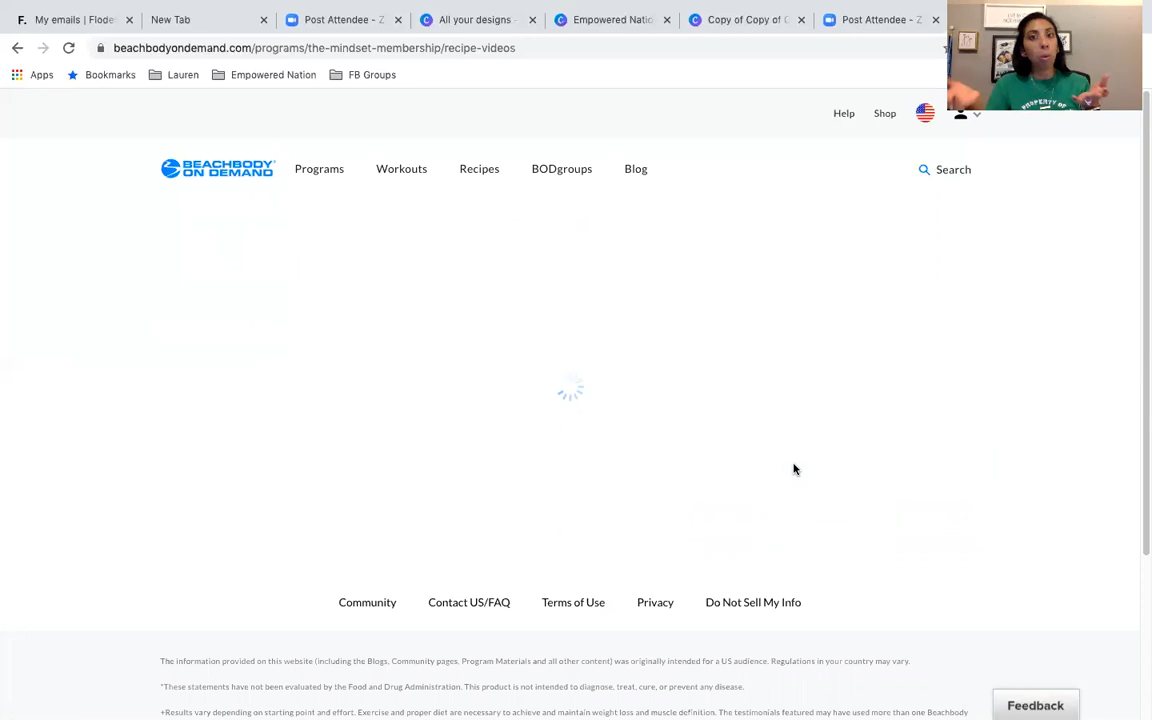 F. My emails | Flode
New Tab
Post Attendee - Z
All your designs -
Empowered Natio
Copy of Copy of C
Post Attendee - Z
beachbodyondemand.com/programs/the-mindset-membership/recipe-videos
Apps
Bookmarks
Lauren
Empowered Nation
FB Groups
PROPERTY OF
Help
Shop
BEACHBODY
ON DEMAND
Programs
Workouts
Recipes
BODgroups
Blog
Search
Community
Contact US/FAQ
Terms of Use
Privacy
Do Not Sell My Info
The information provided on this website (including the Blogs, Community pages, Program Materials and all other content) was originally intended for a US audience. Regulations in your country may vary.
*These statements have not been evaluated by the Food and Drug Administration. This product is not intended to diagnose, treat, cure, or prevent any disease.
+Results vary depending on starting point and effort. Exercise and proper diet are necessary to achieve and maintain weight loss and muscle definition. The testimonials featured may have used more than one Beachbody
Feedback